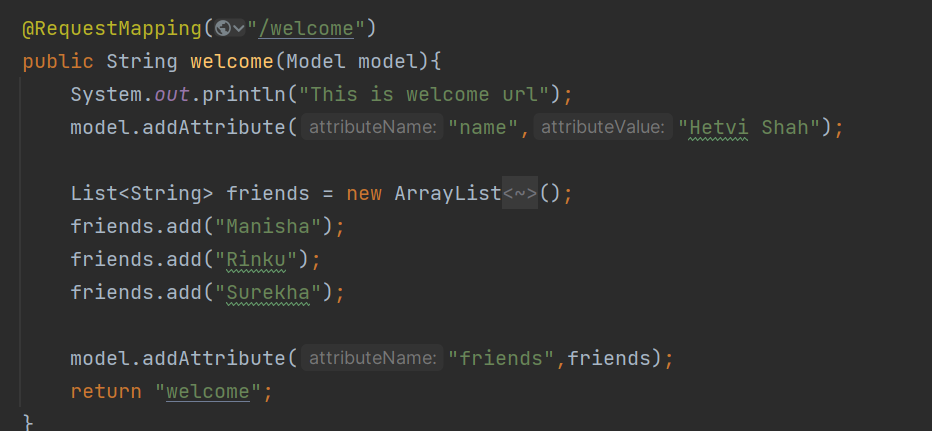 @RequestMapping("/welcome")
public String welcome(Model model){
System.out.println("This is welcome url");
model.addAttribute( attributeName: "name", attributeValue: "Hetvi Shah");
List<String> friends = new ArrayList<~>();
friends.add("Manisha");
friends.add("Rinku");
friends.add("Surekha");
model.addAttribute( attributeName: "friends",friends);
return "welcome";
}